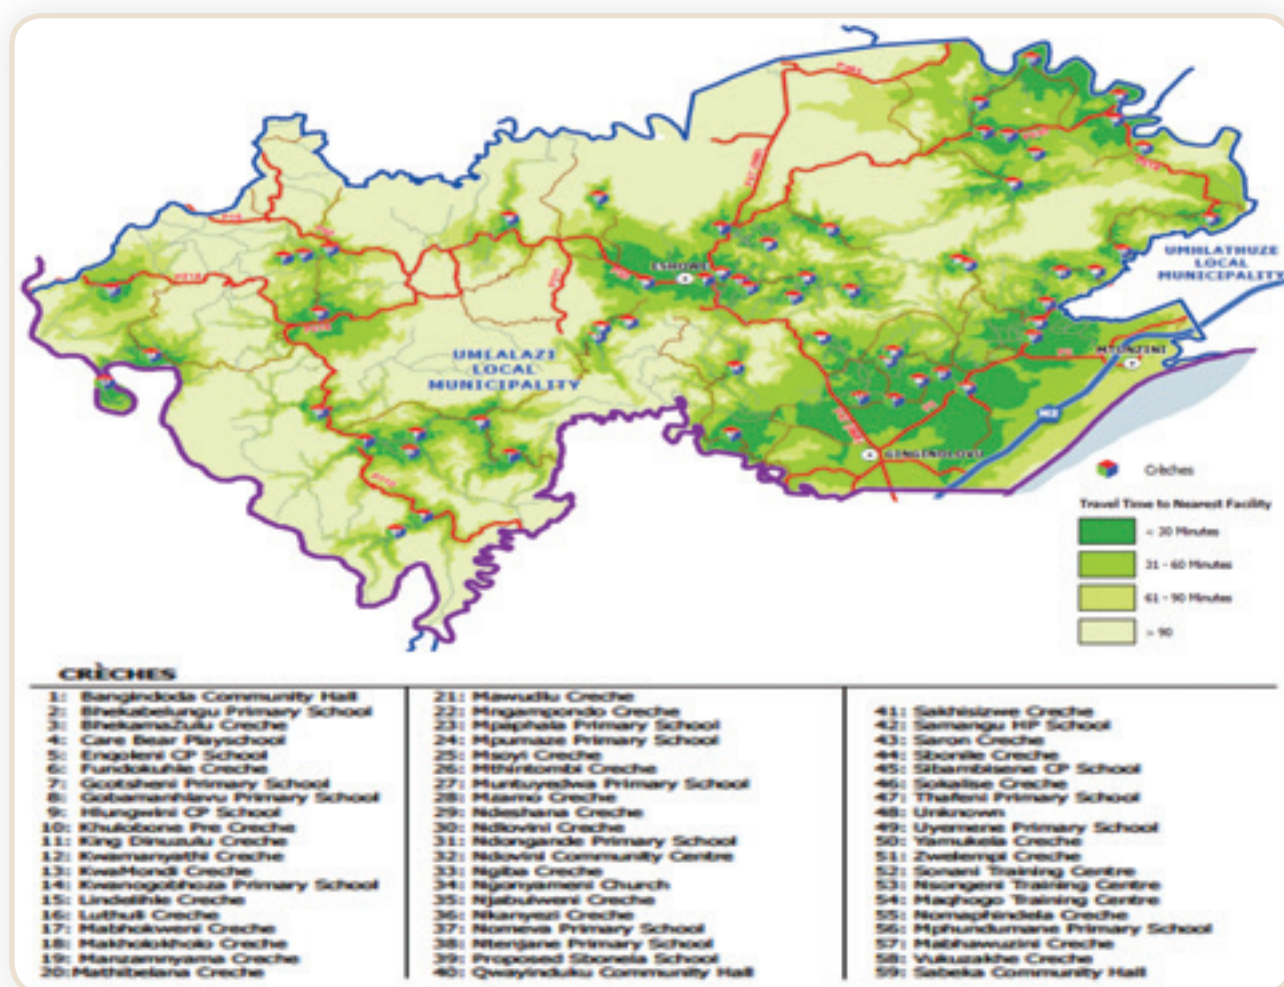 ESHOWE
UMHLATHUZE
LOCAL
MUNICIPALITY
UMLALAZI
LOCAL
MUNICIPALITY
MTUNZINI
GINGINDLOVU
Crèches
Travel Time to Nearest Facility
< 30 Minutes
31 - 60 Minutes
61 - 90 Minutes
> 90
CRÈCHES
1: Bangindoda Community Hall
2: Bhekabelungu Primary School
3: BhekamaZulu Creche
4: Care Bear Playschool
5: Engoleni CP School
6: Fundokuhle Creche
7: Gcotsheni Primary School
8: Gobamanhlavu Primary School
9: Hlungwini CP School
10: Khulobone Pre Creche
11: King Dinuzulu Creche
12: Kwamanyathi Creche
13: KwaMondi Creche
14: Kwanogobhoza Primary School
15: Lindelihle Creche
16: Luthuli Creche
17: Mabhokweni Creche
18: Makholokholo Creche
19: Manzamnyama Creche
20: Mathibelana Creche
21: Mawudlu Creche
22: Mngampondo Creche
23: Mpaphala Primary School
24: Mpumaze Primary School
25: Msoyi Creche
26: Mthintombi Creche
27: Muntuyedwa Primary School
28: Mzamo Creche
29: Ndeshana Creche
30: Ndlovini Creche
31: Ndongande Primary School
32: Ndovini Community Centre
33: Ngiba Creche
34: Ngonyameni Church
35: Njabulweni Creche
36: Nkanyezi Creche
37: Nomeva Primary School
38: Ntenjane Primary School
39: Proposed Sbonela School
40: Qwayinduku Community Hall
41: Sakhisizwe Creche
42: Samangu HP School
43: Saron Creche
44: Sbonile Creche
45: Sibambisene CP School
46: Sokalise Creche
47: Thafeni Primary School
48: Unknown
49: Uyemene Primary School
50: Yamukela Creche
51: Zwelempi Creche
52: Sonani Training Centre
53: Nsongeni Training Centre
54: Maqhogo Training Centre
55: Nomaphindela Creche
56: Mphundumane Primary School
57: Mabhawuzini Creche
58: Vukuzakhe Creche
59: Sabeka Community Hall